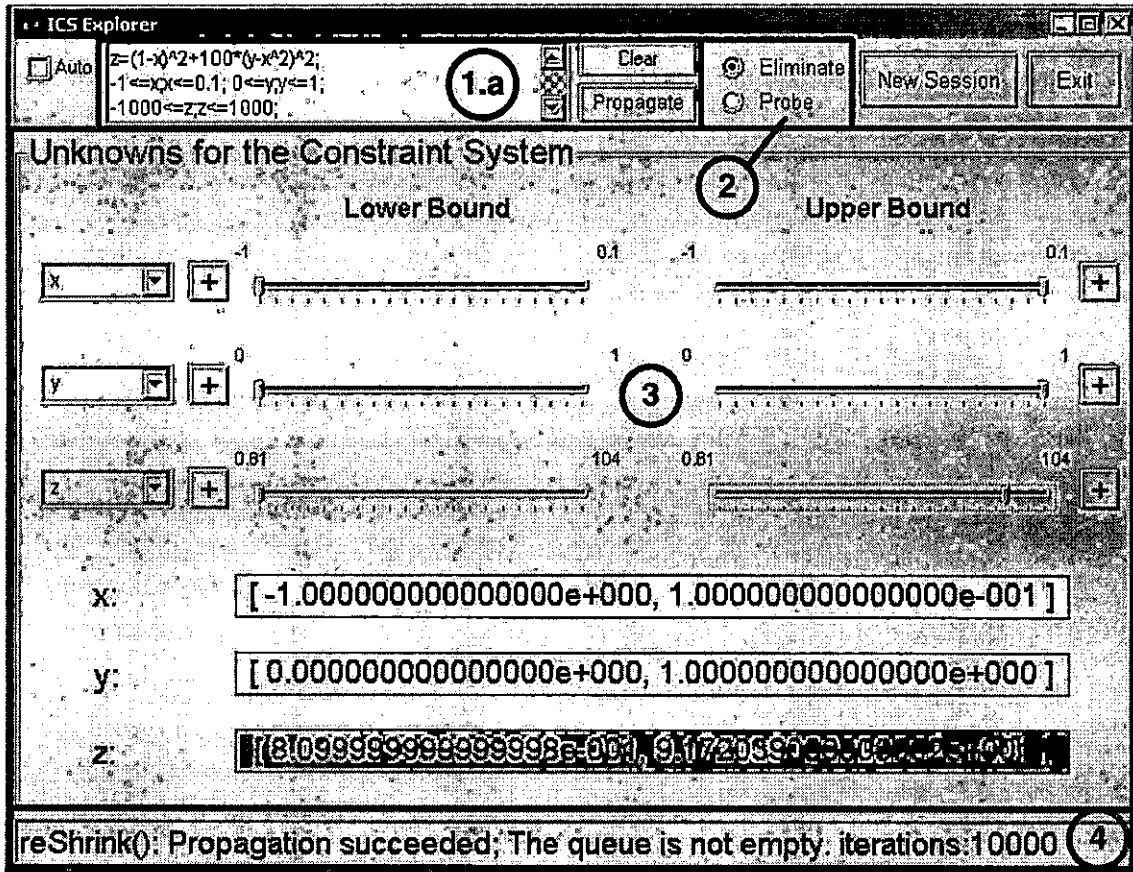 ICS Explorer
Auto
z=(1-x)^2+100*(y-x^2)^2;
-1<=x;x<=0.1; 0<=y;y<=1;
-1000<=z;z<=1000;
1.a
Clear
Propagate
Eliminate
Probe
New Session
Exit
Unknowns for the Constraint System
2
Lower Bound
Upper Bound
-1
0.1
-1
0.1
x
+
+
0
1
0
1
y
+
3
+
0.81
104
0.81
104
z
+
+
x:
[ -1.000000000000000e+000, 1.000000000000000e-001 ]
y:
[ 0.000000000000000e+000, 1.000000000000000e+000 ]
z:
reShrink(): Propagation succeeded; The queue is not empty. iterations:10000
4